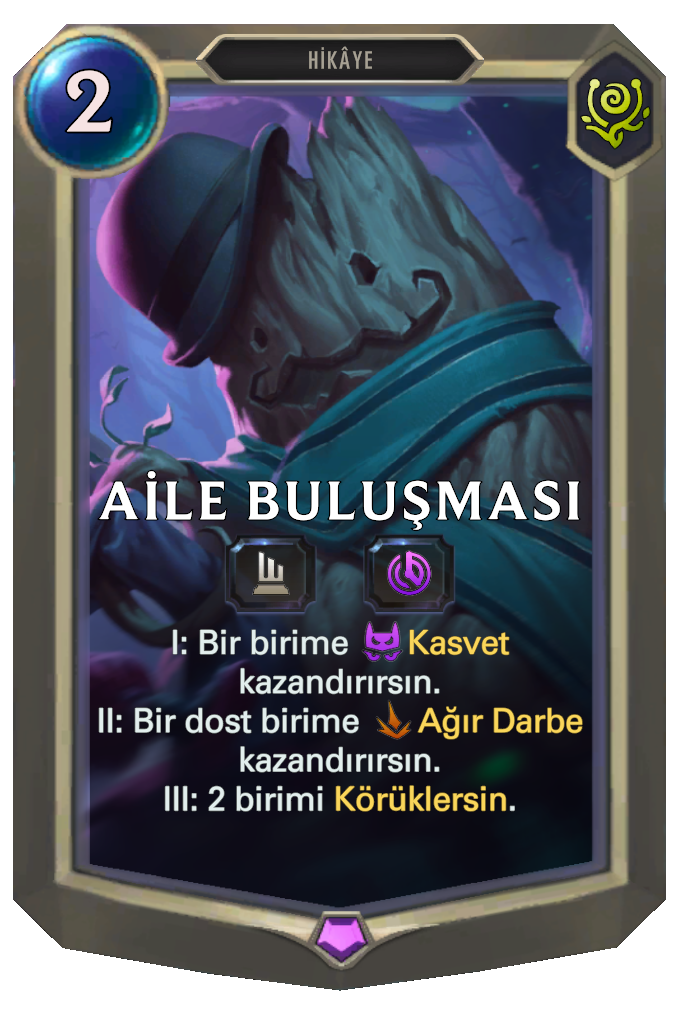 2
HİKÂYE
AİLE BULUŞMASI
I: Bir birime Kasvet
kazandırırsın.
II: Bir dost birime Ağır Darbe
kazandırırsın.
III: 2 birimi Körüklersin.